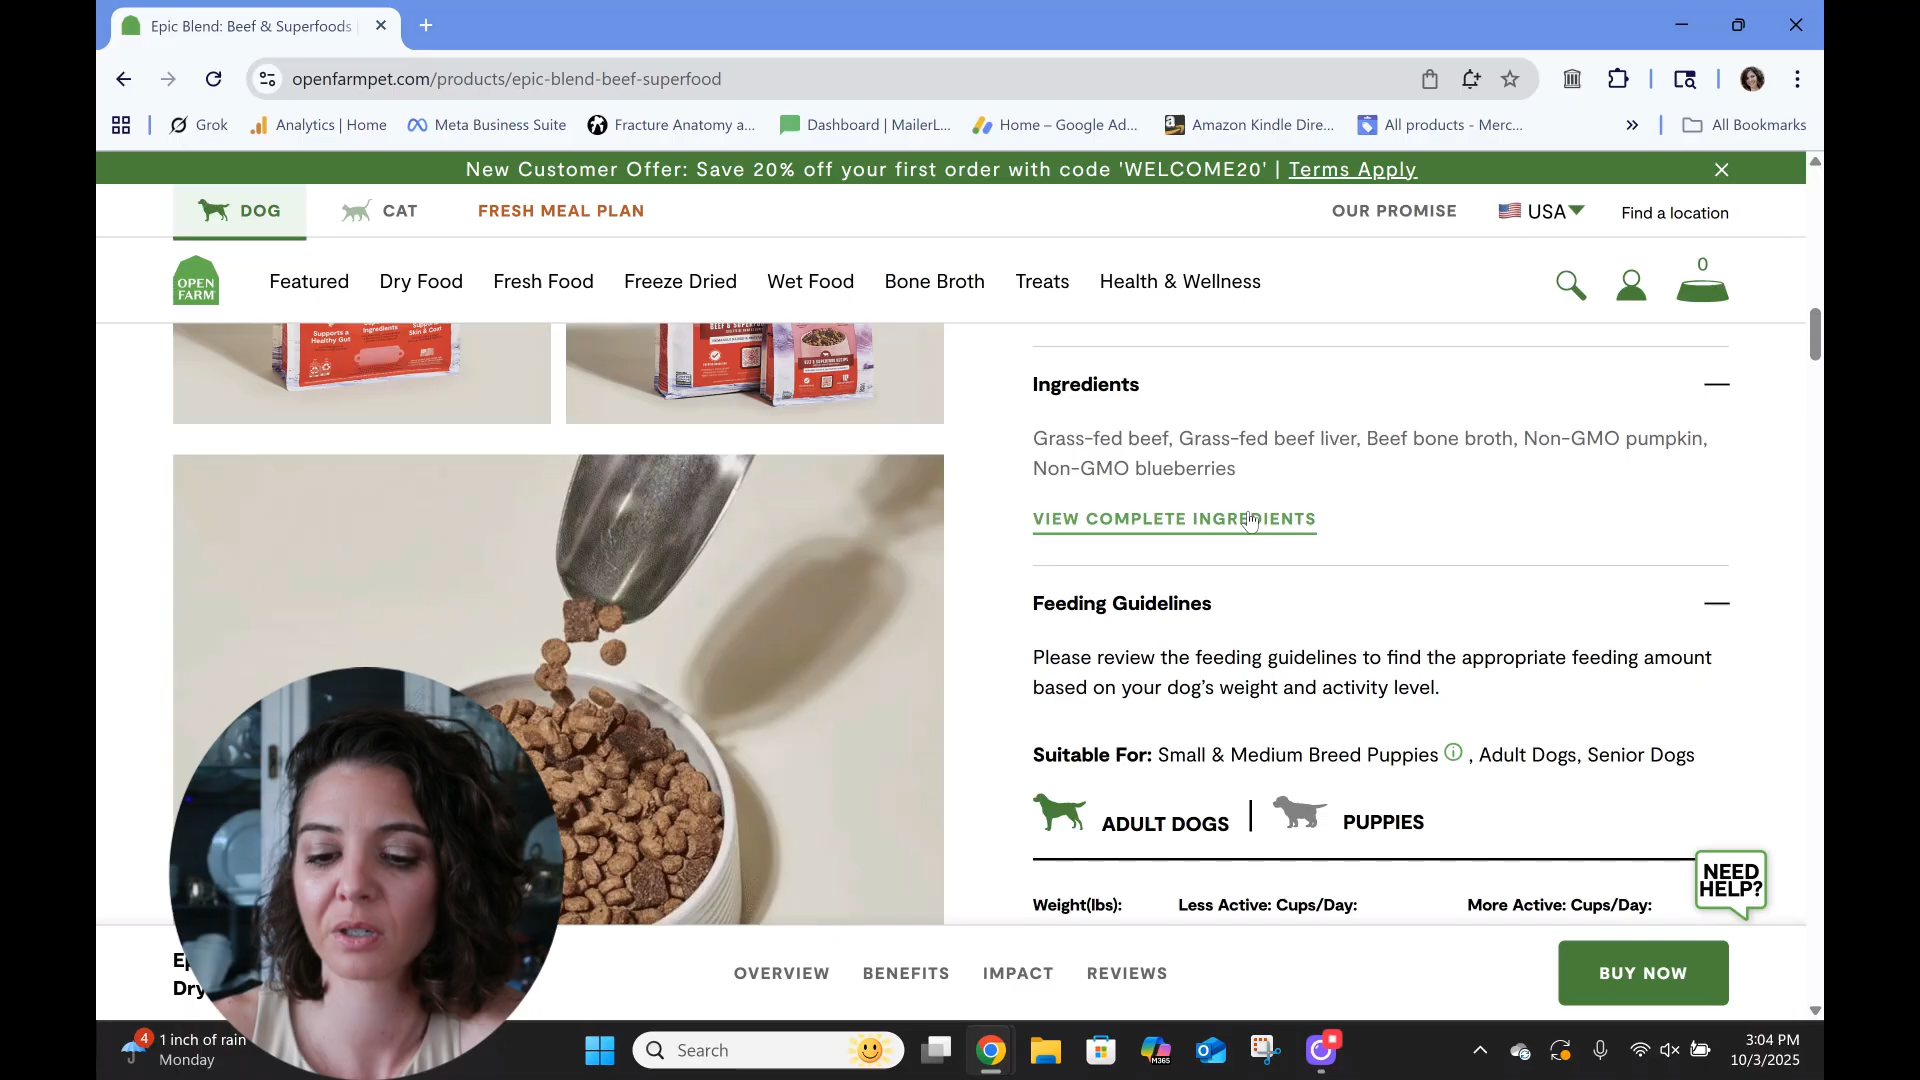 Epic Blend: Beef & Superfoods
openfarmpet.com/products/epic-blend-beef-superfood
Grok
Analytics | Home
Meta Business Suite
Fracture Anatomy a...
Dashboard | MailerL...
Home – Google Ad...
Amazon Kindle Dire...
All products - Merc...
All Bookmarks
New Customer Offer: Save 20% off your first order with code 'WELCOME20' | Terms Apply
DOG
CAT
FRESH MEAL PLAN
OUR PROMISE
USA
Find a location
OPEN
FARM
Featured
Dry Food
Fresh Food
Freeze Dried
Wet Food
Bone Broth
Treats
Health & Wellness
0
Supports a
Healthy Gut
Ingredients
Skin & Coat
Ingredients
Grass-fed beef, Grass-fed beef liver, Beef bone broth, Non-GMO pumpkin,
Non-GMO blueberries
VIEW COMPLETE INGREDIENTS
Feeding Guidelines
Please review the feeding guidelines to find the appropriate feeding amount
based on your dog's weight and activity level.
Suitable For: Small & Medium Breed Puppies , Adult Dogs, Senior Dogs
ADULT DOGS
PUPPIES
NEED
HELP?
Weight(lbs):
Less Active: Cups/Day:
More Active: Cups/Day:
OVERVIEW
BENEFITS
IMPACT
REVIEWS
BUY NOW
4
1 inch of rain
Monday
Search
M365
3:04 PM
10/3/2025